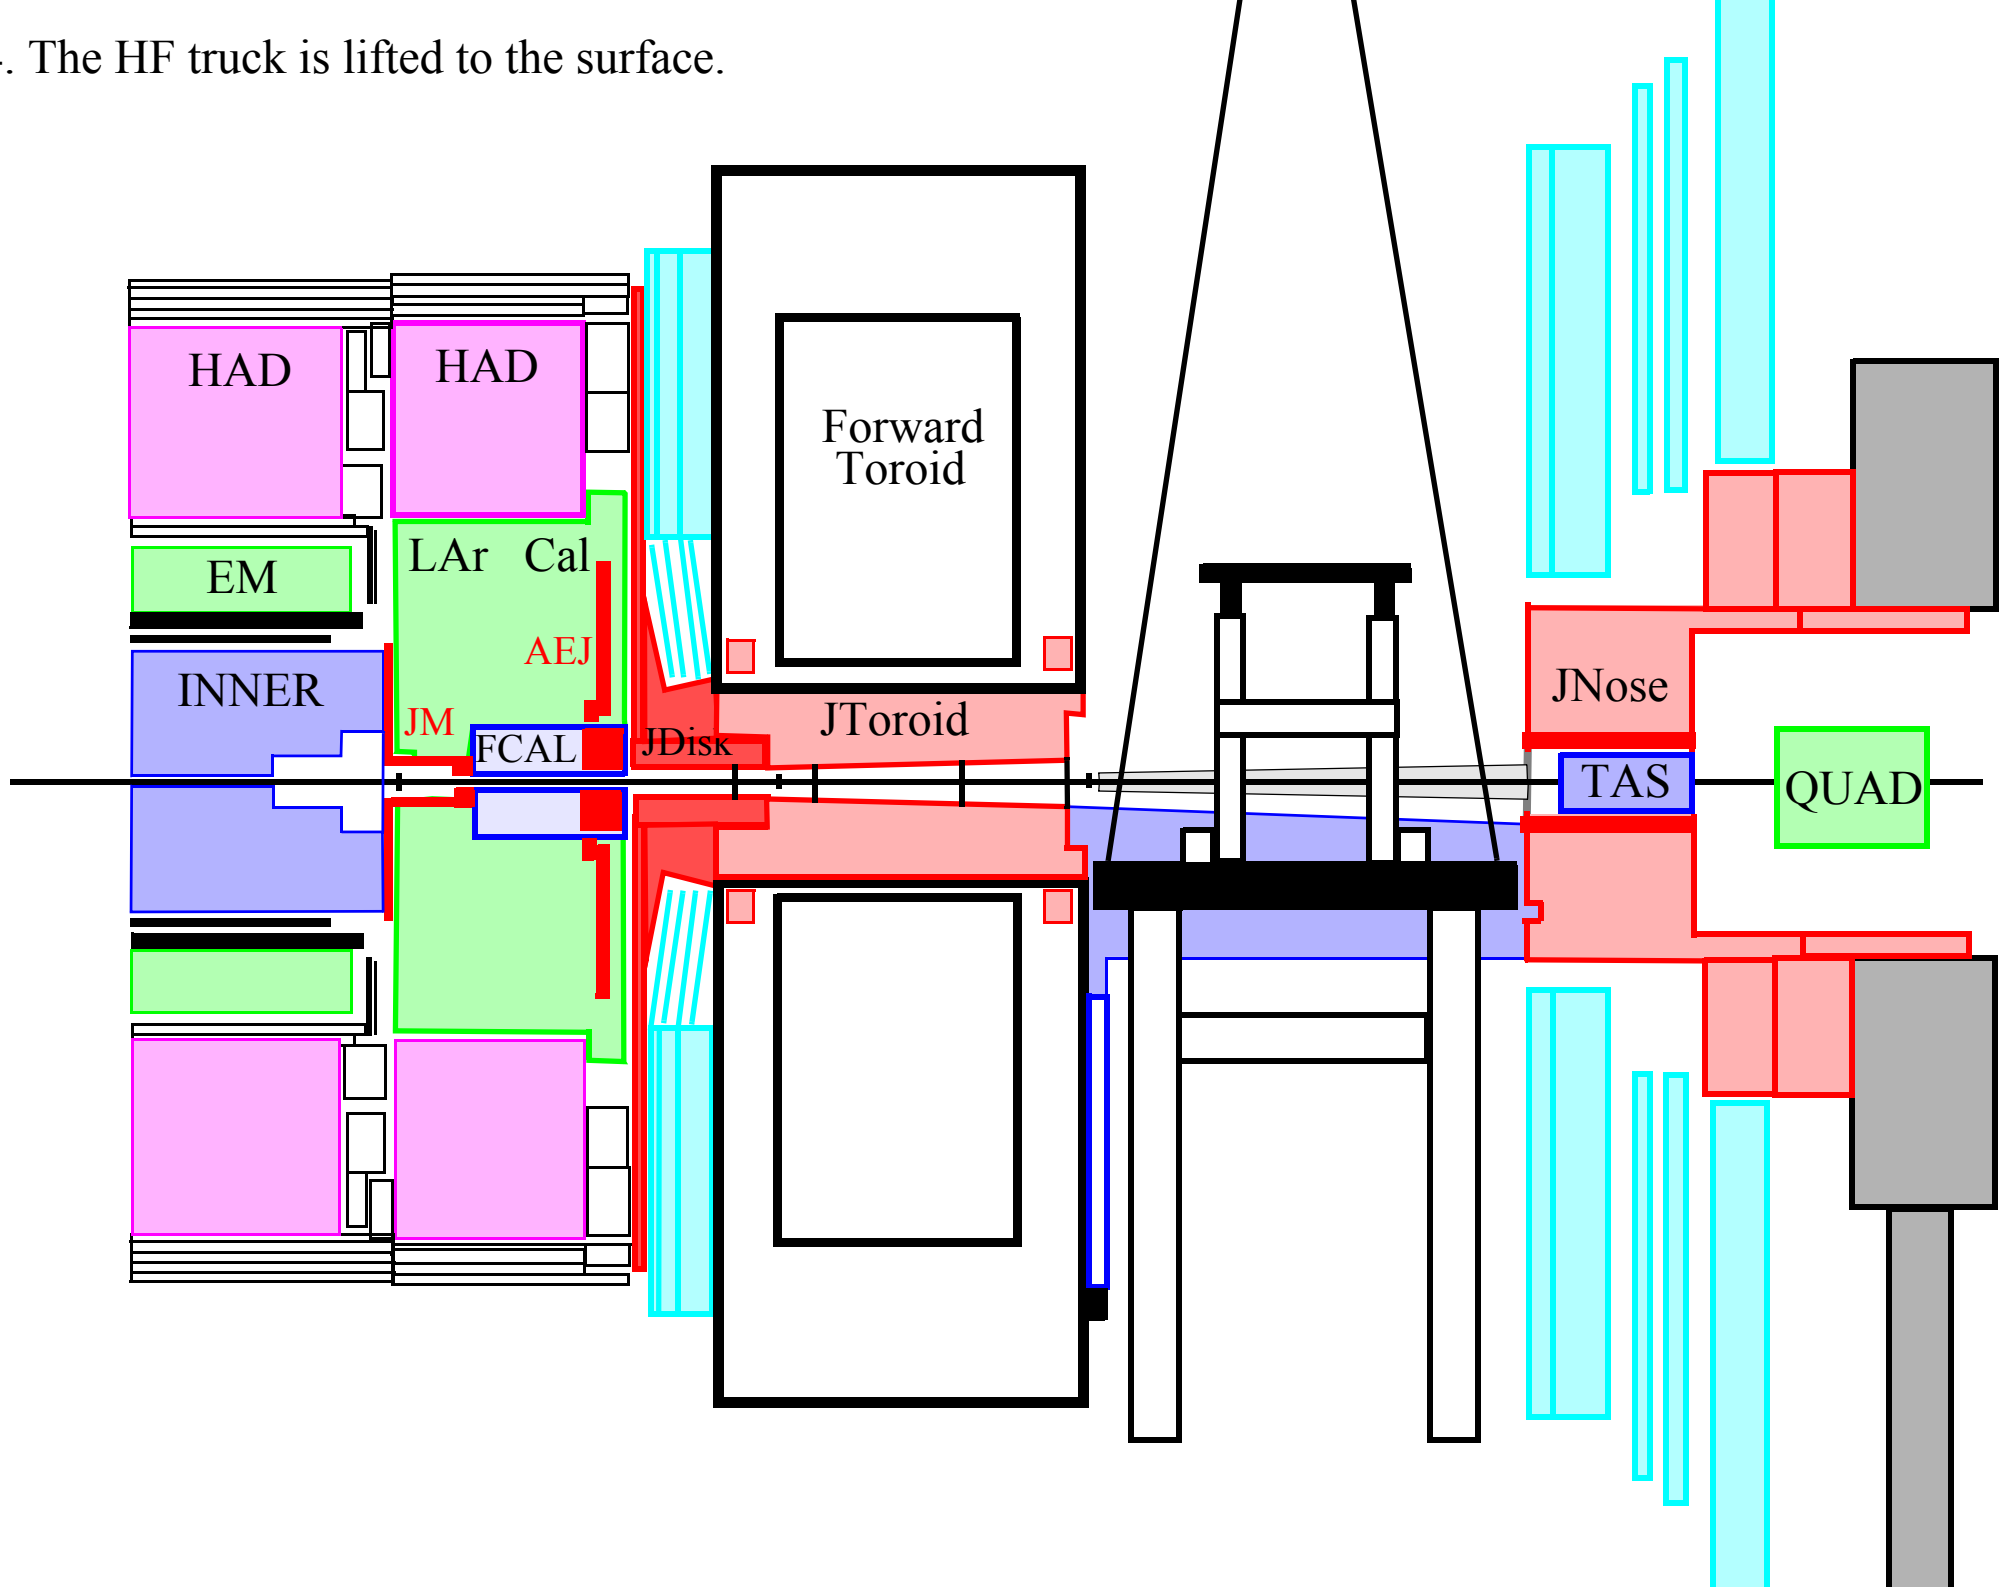 . The HF truck is lifted to the surface.
HAD
HAD
Forward
Toroid
LAr Cal
EM
AEJ
INNER
JM
JNose
JToroid
FCAL
JDisk
TAS
QUAD